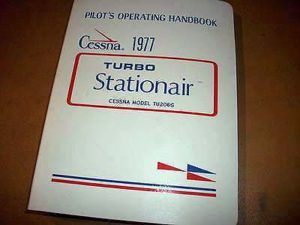 PILOT'S OPERATING HANDBOOK
Cessna 1977
TURBO
Stationair
CESSNA MODEL TU206G